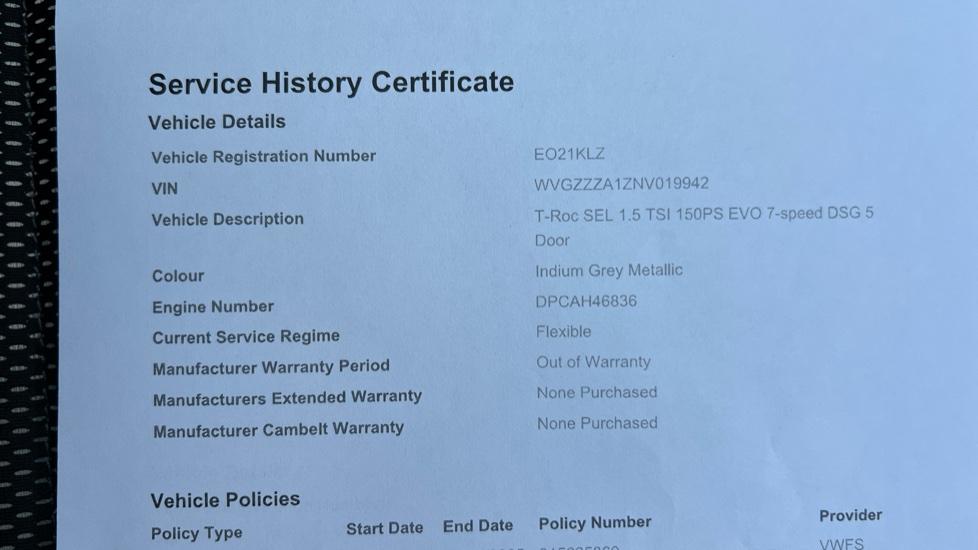 Service History Certificate
Vehicle Details
Vehicle Registration Number EO21KLZ
VIN WVGZZZA1ZNV019942
Vehicle Description T-Roc SEL 1.5 TSI 150PS EVO 7-speed DSG 5
Door
Colour Indium Grey Metallic
Engine Number DPCAH46836
Current Service Regime Flexible
Manufacturer Warranty Period Out of Warranty
Manufacturers Extended Warranty None Purchased
Manufacturer Cambelt Warranty None Purchased
Vehicle Policies
Policy Type Start Date End Date Policy Number Provider
VWFS